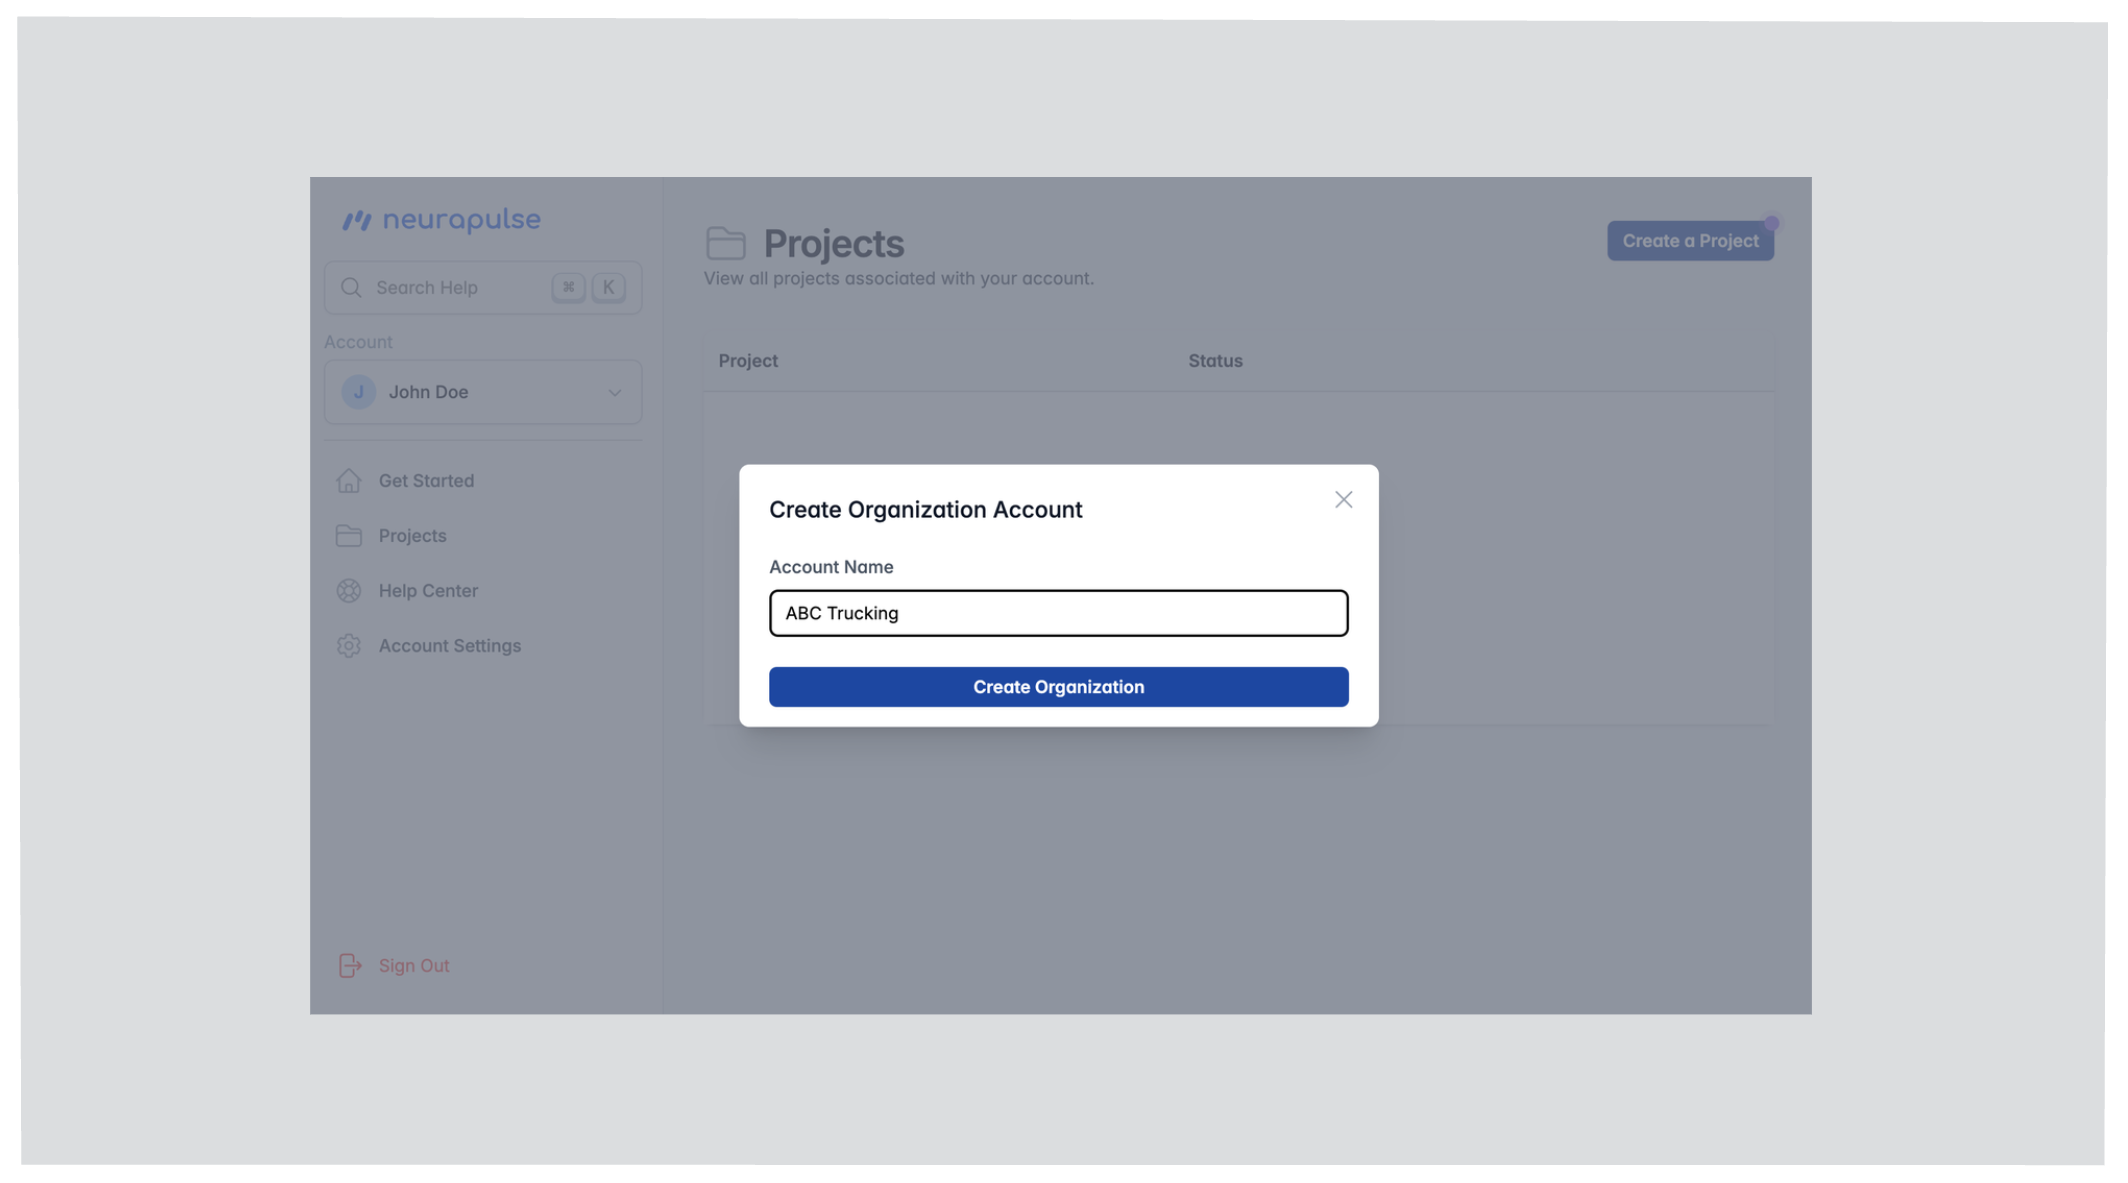 neurapulse
Search Help ⌘ K
Account
J John Doe
Get Started
Projects
Help Center
Account Settings
Sign Out
Projects
View all projects associated with your account.
Create a Project
Project Status
Create Organization Account
Account Name
ABC Trucking
Create Organization